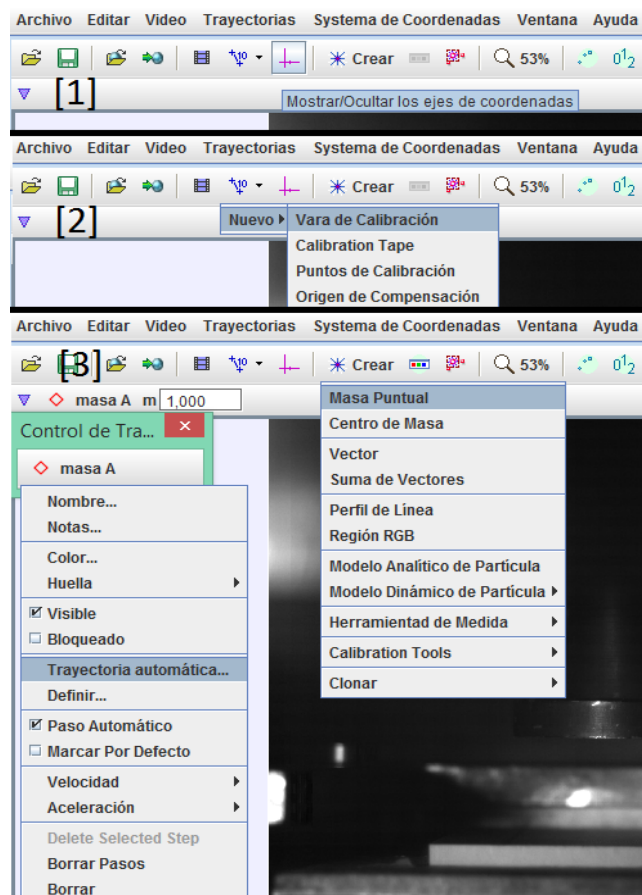 Archivo Editar Video Trayectorias Systema de Coordenadas Ventana Ayuda
Crear 53%
[1]
Mostrar/Ocultar los ejes de coordenadas
Archivo Editar Video Trayectorias Systema de Coordenadas Ventana Ayuda
Crear 53%
[2]
Nuevo Vara de Calibración
Calibration Tape
Puntos de Calibración
Origen de Compensación
Archivo Editar Video Trayectorias Systema de Coordenadas Ventana Ayuda
[3] Crear 53%
masa A m 1,000
Control de Tra...
masa A
Nombre...
Notas...
Color...
Huella
Visible
Bloqueado
Trayectoria automática...
Definir...
Paso Automático
Marcar Por Defecto
Velocidad
Aceleración
Delete Selected Step
Borrar Pasos
Borrar
Masa Puntual
Centro de Masa
Vector
Suma de Vectores
Perfil de Línea
Región RGB
Modelo Analítico de Partícula
Modelo Dinámico de Partícula
Herramientad de Medida
Calibration Tools
Clonar